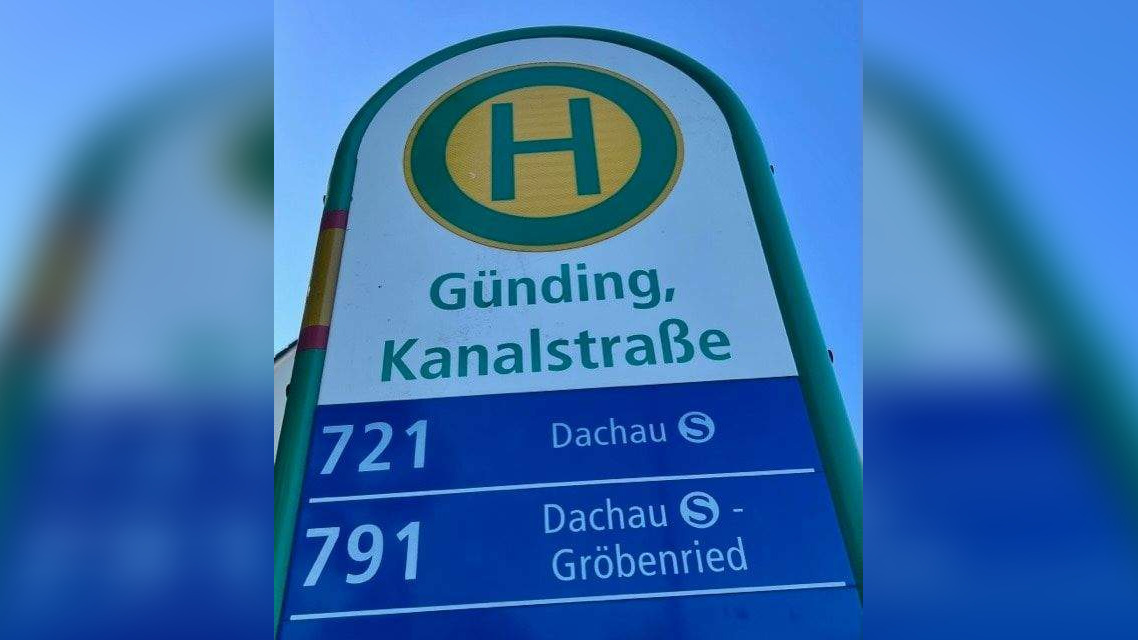 H
Günding,
Kanalstraße
721 Dachau S
791 Dachau S -
Gröbenried